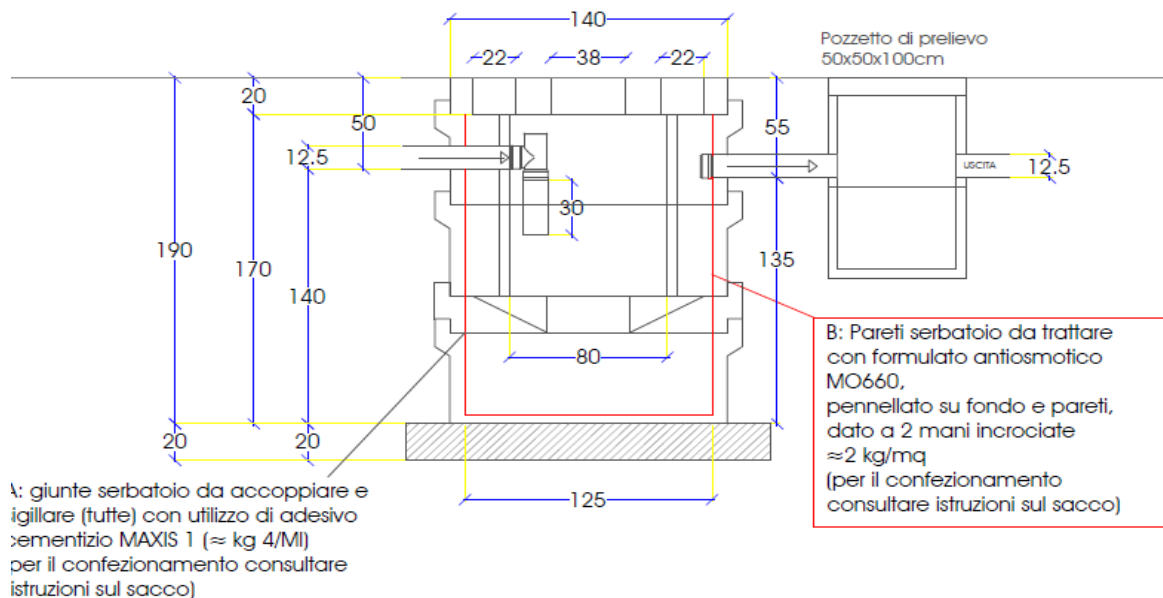 140
Pozzetto di prelievo
50x50x100cm
22
38
22
20
50
55
12.5
USCITA
12.5
30
190
170
140
135
80
B: Pareti serbatoio da trattare
con formulato antiosmotico
MO660,
pennellato su fondo e pareti,
dato a 2 mani incrociate
≈2 kg/mq
(per il confezionamento
consultare istruzioni sul sacco)
20
20
125
A: giunte serbatoio da accoppiare e
sigillare (tutte) con utilizzo di adesivo
cementizio MAXIS 1 (≈ kg 4/Ml)
(per il confezionamento consultare
istruzioni sul sacco)